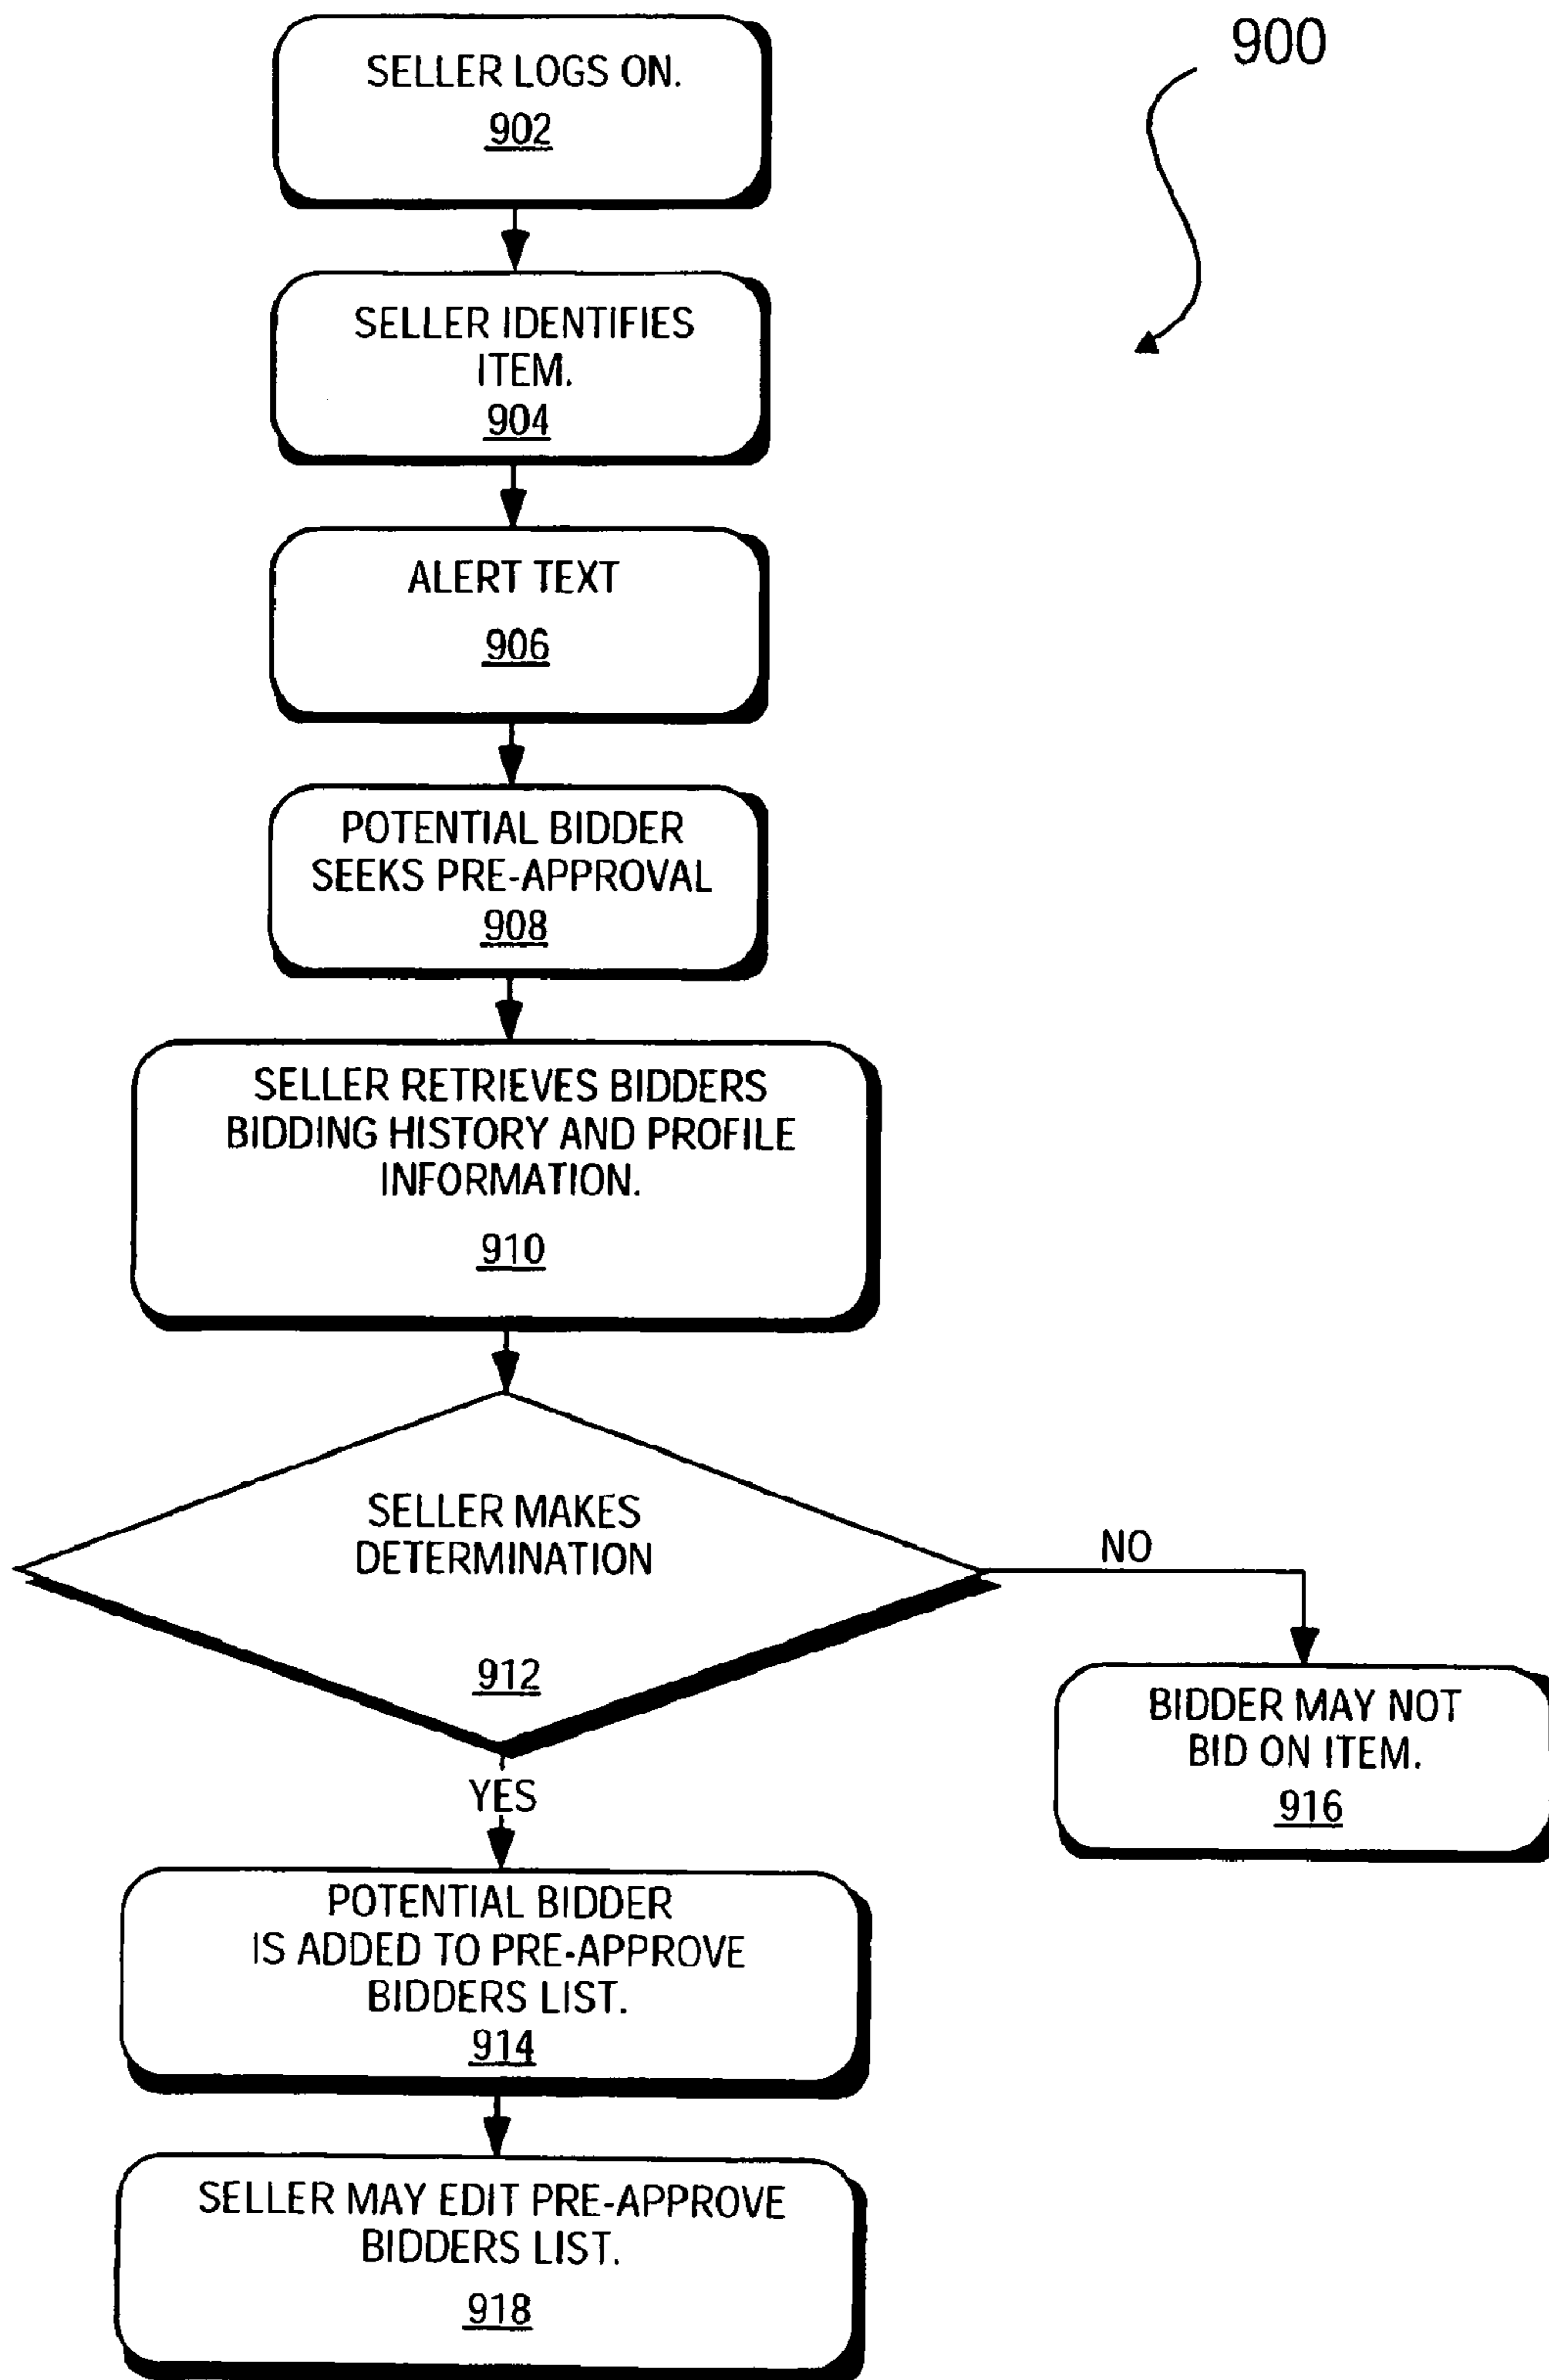 900
SELLER LOGS ON.
902
SELLER IDENTIFIES
ITEM.
904
ALERT TEXT
906
POTENTIAL BIDDER
SEEKS PRE-APPROVAL
908
SELLER RETRIEVES BIDDERS
BIDDING HISTORY AND PROFILE
INFORMATION.
910
SELLER MAKES
DETERMINATION
912
NO
BIDDER MAY NOT
BID ON ITEM.
916
YES
POTENTIAL BIDDER
IS ADDED TO PRE-APPROVE
BIDDERS LIST.
914
SELLER MAY EDIT PRE-APPROVE
BIDDERS LIST.
918